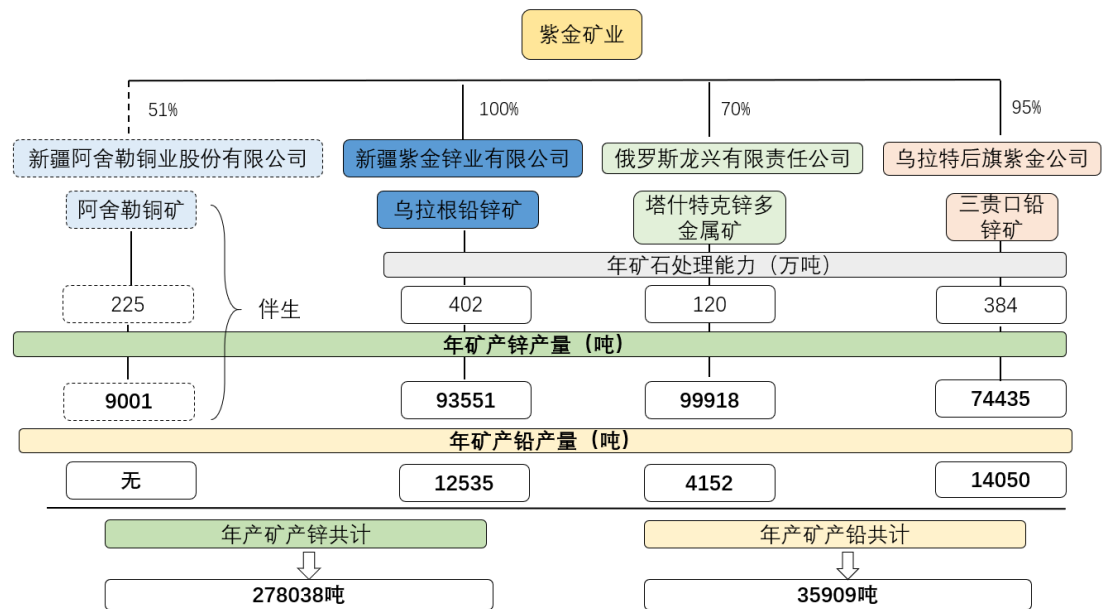 紫金矿业
51%
100%
70%
95%
新疆阿舍勒铜业股份有限公司
新疆紫金锌业有限公司
俄罗斯龙兴有限责任公司
乌拉特后旗紫金公司
阿舍勒铜矿
乌拉根铅锌矿
塔什特克锌多
金属矿
三贵口铅
锌矿
年矿石处理能力（万吨）
225
402
120
384
伴生
年矿产锌产量（吨）
9001
93551
99918
74435
年矿产铅产量（吨）
无
12535
4152
14050
年产矿产锌共计
年产矿产铅共计
278038吨
35909吨